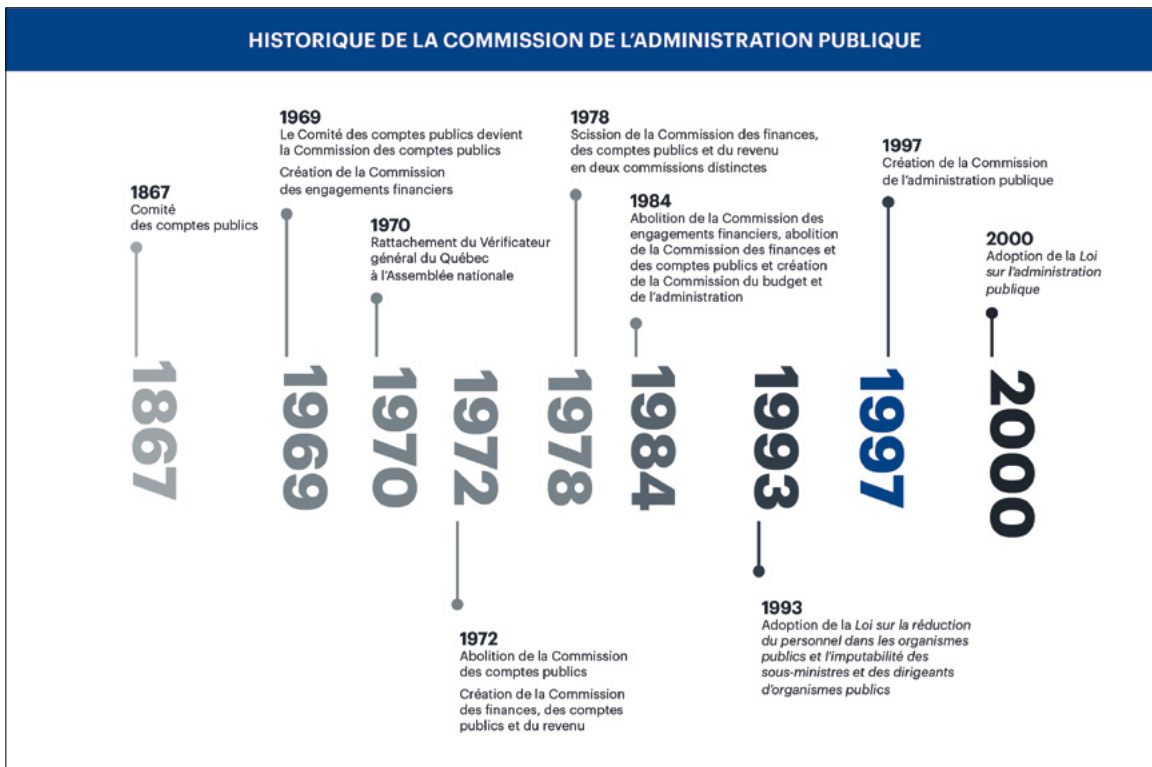 HISTORIQUE DE LA COMMISSION DE L'ADMINISTRATION PUBLIQUE
1867
Comité
des comptes publics
1969
Le Comité des comptes publics devient
la Commission des comptes publics
Création de la Commission
des engagements financiers
1970
Rattachement du Vérificateur
général du Québec
à l'Assemblée nationale
1978
Scission de la Commission des finances,
des comptes publics et du revenu
en deux commissions distinctes
1984
Abolition de la Commission des
engagements financiers, abolition
de la Commission des finances et
des comptes publics et création
de la Commission du budget et
de l'administration
1997
Création de la Commission
de l'administration publique
2000
Adoption de la Loi
sur l'administration
publique
1867
1969
1970
1972
1978
1984
1993
1997
2000
1972
Abolition de la Commission
des comptes publics
Création de la Commission
des finances, des comptes
publics et du revenu
1993
Adoption de la Loi sur la réduction
du personnel dans les organismes
publics et l'imputabilité des
sous-ministres et des dirigeants
d'organismes publics